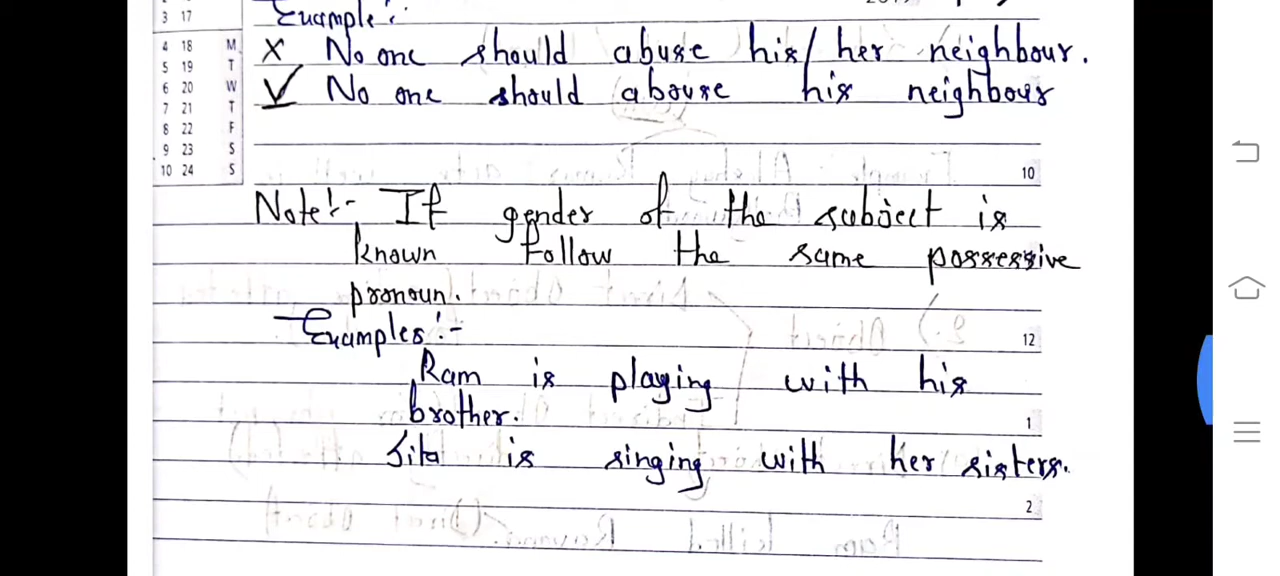 3 17
Example:
4 18 M X No one should abuse his/her neighbour.
5 19 T
6 20 W V No one should abouse his neighbour
7 21 T
8 22 F
9 23 S
10 24 S
10
Note:- If gender of the subject is
known follow the same possessive
pronoun.
Examples:-
12
Ram is playing with his
brother.
1
Sita is singing with her sisters.
2